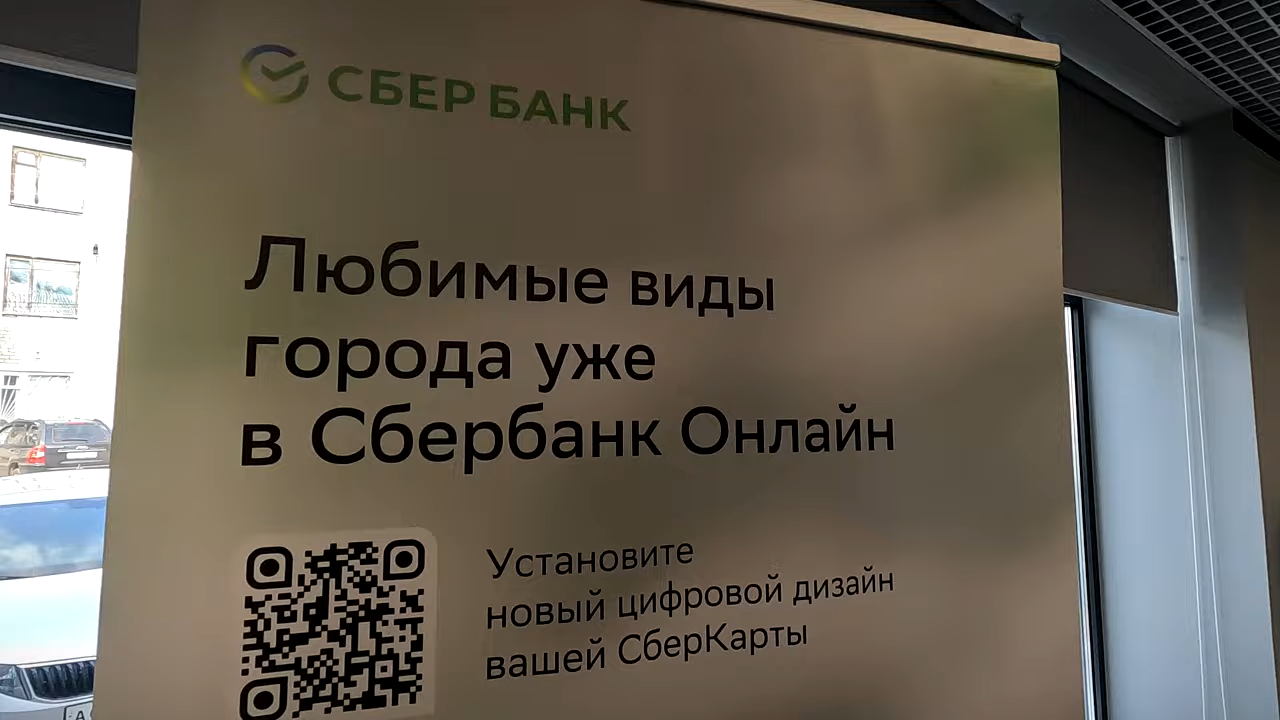 СБЕР БАНК
Любимые виды
города уже
в Сбербанк Онлайн
Установите
новый цифровой дизайн
вашей СберКарты